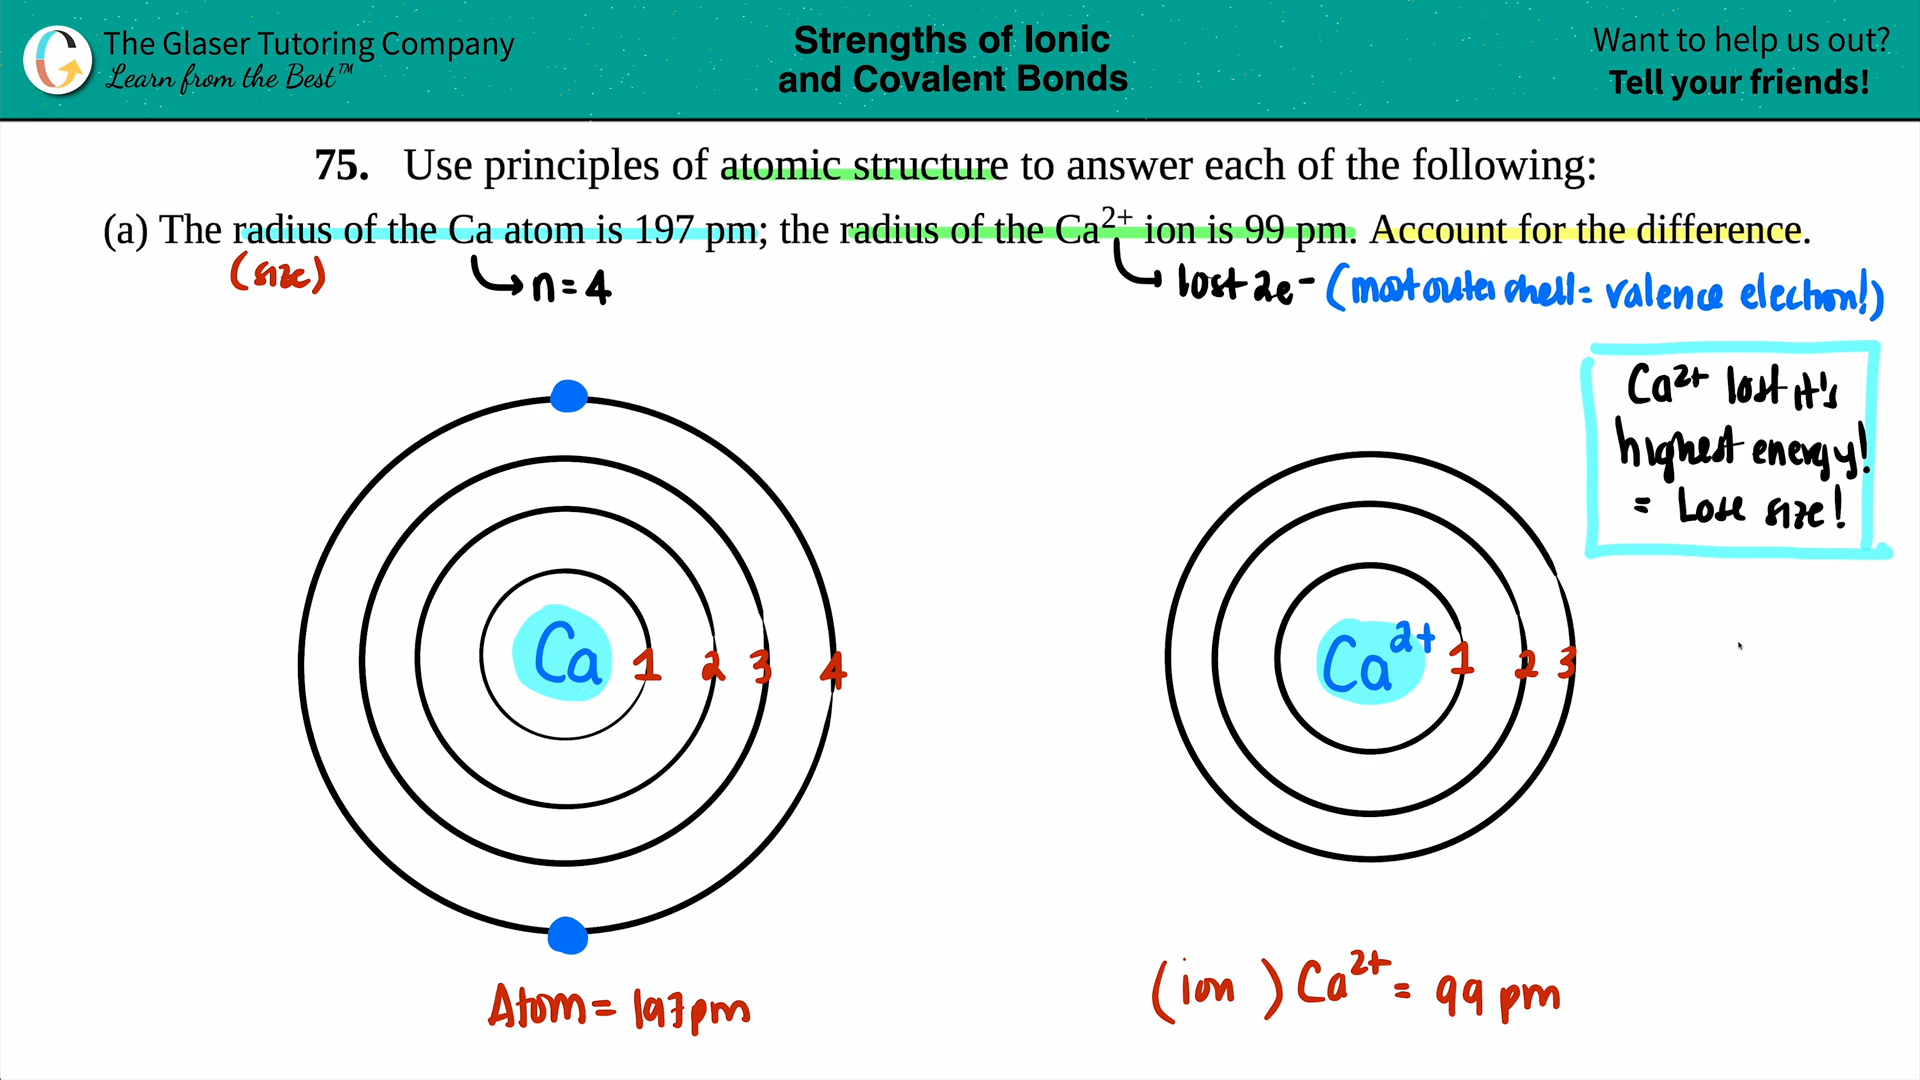 The Glaser Tutoring Company
Learn from the Best™
Strengths of Ionic
and Covalent Bonds
Want to help us out?
Tell your friends!
75. Use principles of atomic structure to answer each of the following:
(a) The radius of the Ca atom is 197 pm; the radius of the Ca²⁺ ion is 99 pm. Account for the difference.
(size)
n=4
lost 2e⁻ (most outer shell = valence electron!)
Ca²⁺ lost it's
highest energy!
= Lose size!
Ca 1 2 3 4
Ca²⁺ 1 2 3
Atom = 197pm
(ion ) Ca²⁺ = 99 pm